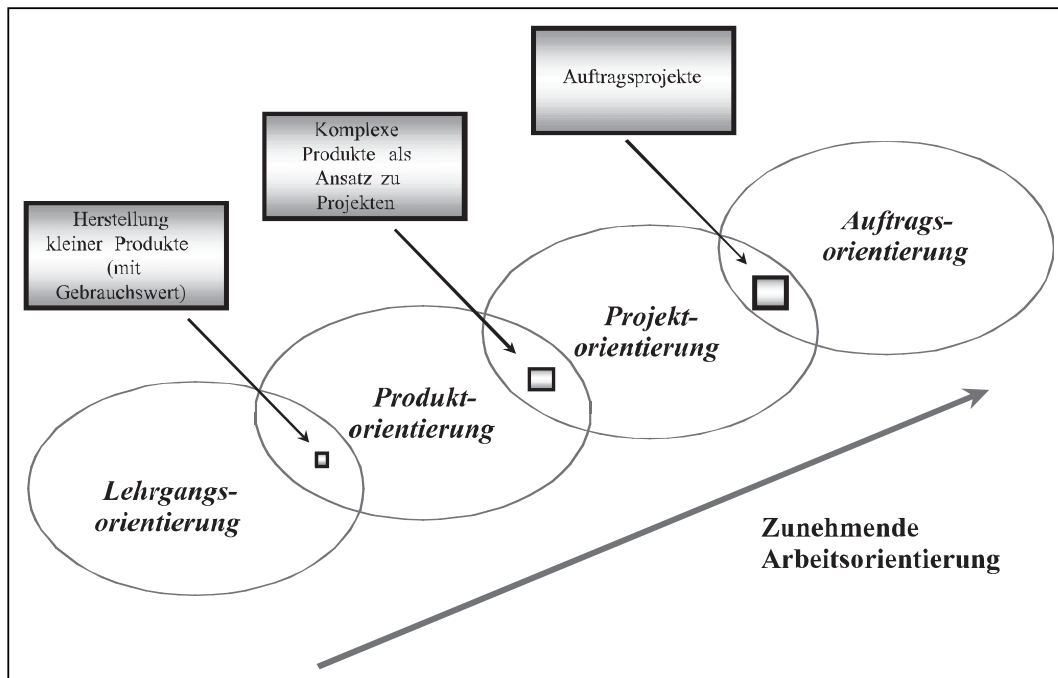 Auftragsprojekte
Komplexe
Produkte als
Ansatz zu
Projekten
Herstellung
kleiner Produkte
(mit
Gebrauchswert)
Auftrags-
orientierung
Projekt-
orientierung
Produkt-
orientierung
Lehrgangs-
orientierung
Zunehmende
Arbeitsorientierung